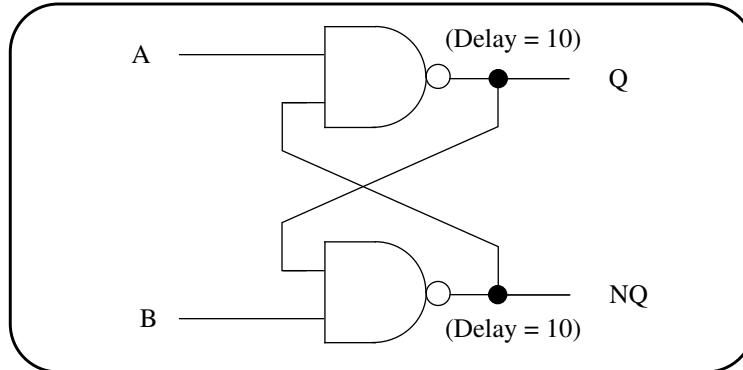 (Delay = 10)
A
Q
NQ
B
(Delay = 10)